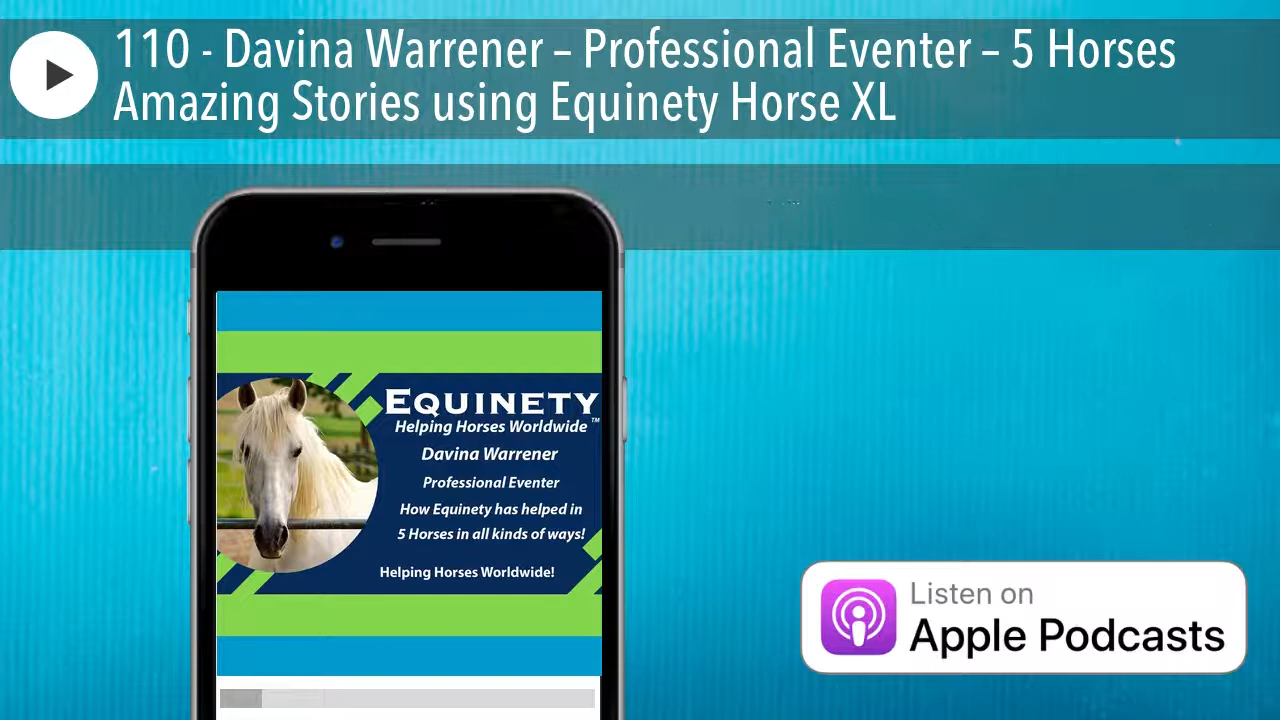 110 - Davina Warrener – Professional Eventer – 5 Horses
Amazing Stories using Equinety Horse XL
EQUINETY
™
Helping Horses Worldwide
Davina Warrener
Professional Eventer
How Equinety has helped in
5 Horses in all kinds of ways!
Helping Horses Worldwide!
Listen on
Apple Podcasts